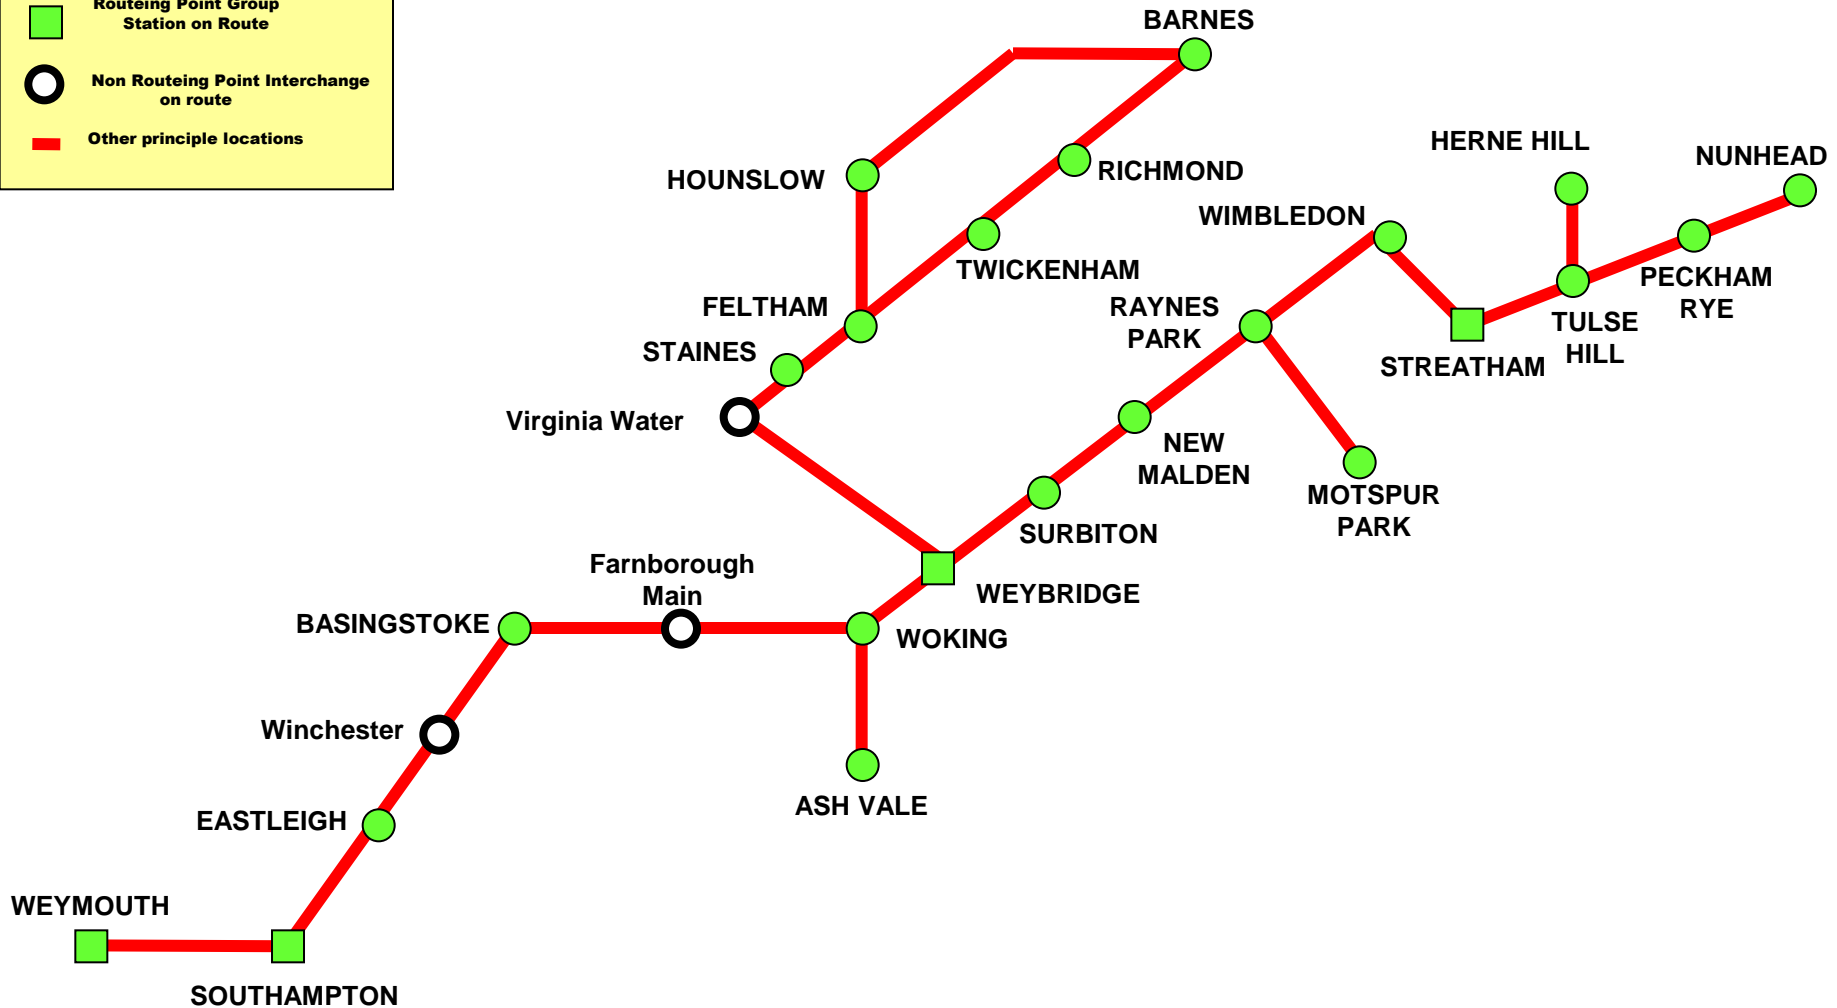 Routeing Point Group
Station on Route
Non Routeing Point Interchange
on route
Other principle locations
BARNES
HERNE HILL
NUNHEAD
HOUNSLOW
RICHMOND
WIMBLEDON
TWICKENHAM
PECKHAM
RYE
FELTHAM
RAYNES
PARK
TULSE
HILL
STAINES
STREATHAM
Virginia Water
NEW
MALDEN
MOTSPUR
PARK
SURBITON
Farnborough
Main
WEYBRIDGE
BASINGSTOKE
WOKING
Winchester
ASH VALE
EASTLEIGH
WEYMOUTH
SOUTHAMPTON